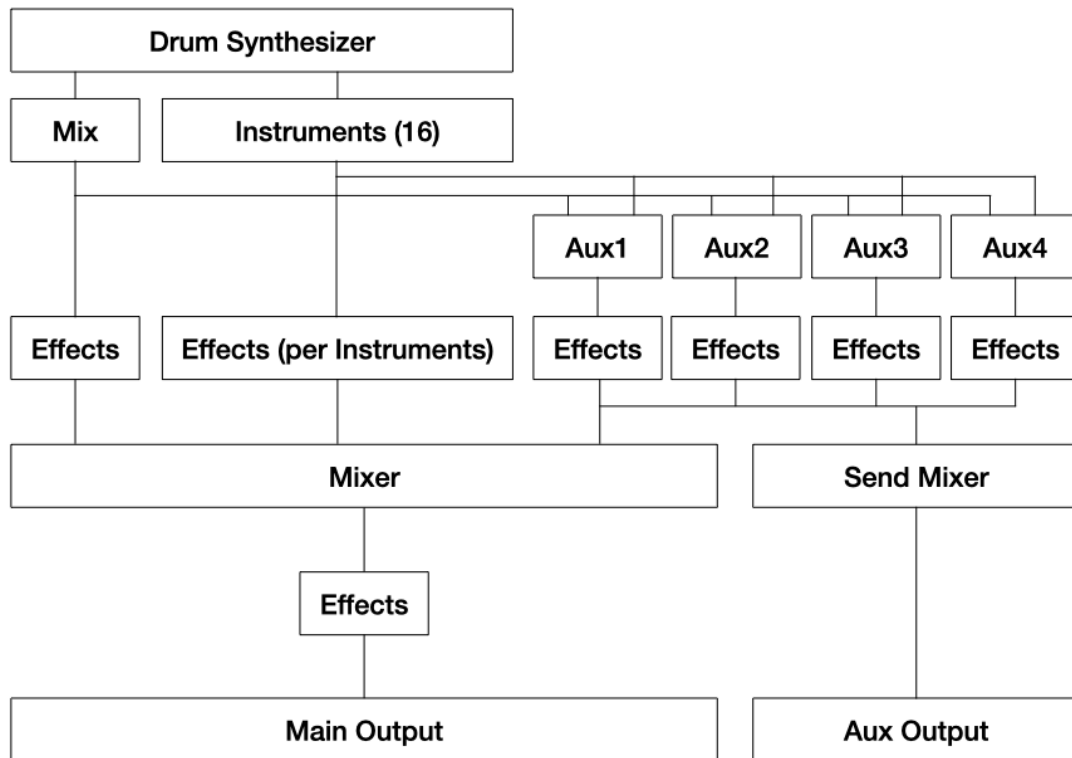 Drum Synthesizer
Mix
Instruments (16)
Aux1
Aux2
Aux3
Aux4
Effects
Effects (per Instruments)
Effects
Effects
Effects
Effects
Mixer
Send Mixer
Effects
Main Output
Aux Output